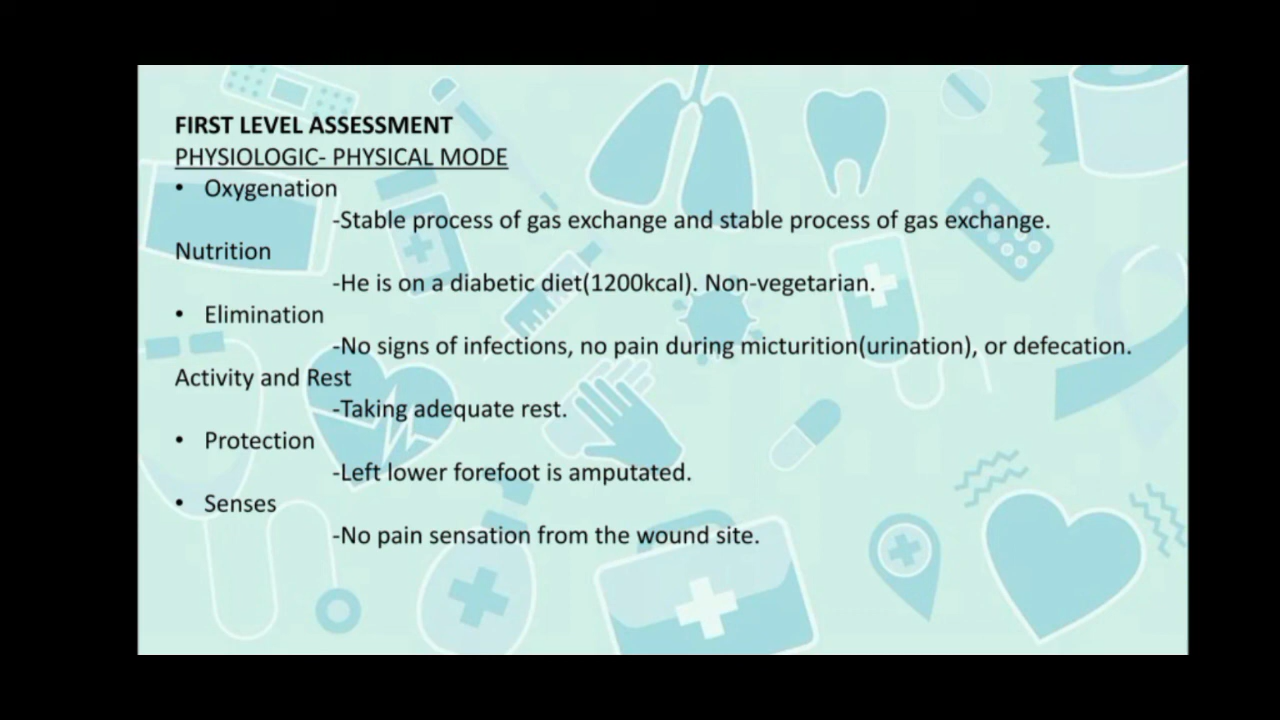 FIRST LEVEL ASSESSMENT
PHYSIOLOGIC- PHYSICAL MODE
• Oxygenation
-Stable process of gas exchange and stable process of gas exchange.
Nutrition
-He is on a diabetic diet(1200kcal). Non-vegetarian.
• Elimination
-No signs of infections, no pain during micturition(urination), or defecation.
Activity and Rest
-Taking adequate rest.
• Protection
-Left lower forefoot is amputated.
• Senses
-No pain sensation from the wound site.